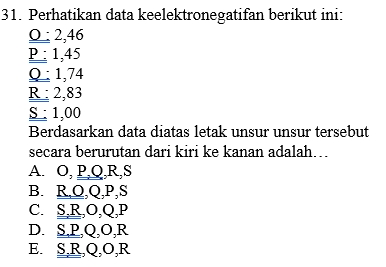 31. Perhatikan data keelektronegatifan berikut ini:
O : 2,46
P : 1,45
Q : 1,74
R : 2,83
S : 1,00
Berdasarkan data diatas letak unsur unsur tersebut
secara berurutan dari kiri ke kanan adalah…
A. O, P,Q,R,S
B. R,O,Q,P,S
C. S,R,O,Q,P
D. S,P,Q,O,R
E. S,R,Q,O,R